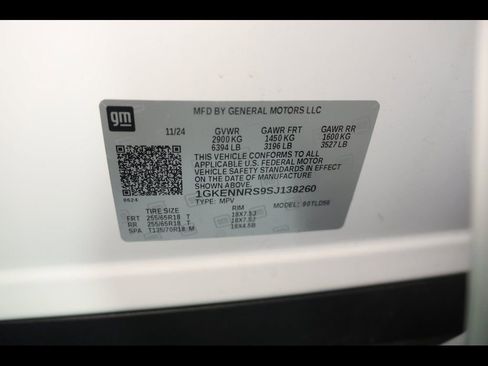 gm
MFD BY GENERAL MOTORS LLC
11/24 GVWR GAWR FRT GAWR RR
2900 KG 1450 KG 1600 KG
6394 LB 3196 LB 3527 LB
THIS VEHICLE CONFORMS TO ALL
APPLICABLE U.S. FEDERAL MOTOR
VEHICLE SAFETY STANDARDS IN EFFECT
ON THE DATE OF MANUFACTURE
SHOWN ABOVE.
1GKENNRS9SJ138260
TYPE: MPV MODEL:
0624
TIRE SIZE RIM
FRT 255/65R18 T 18X7.5J
RR 255/65R18 T 18X7.5J
SPA T135/70R18 M 18X4.5B